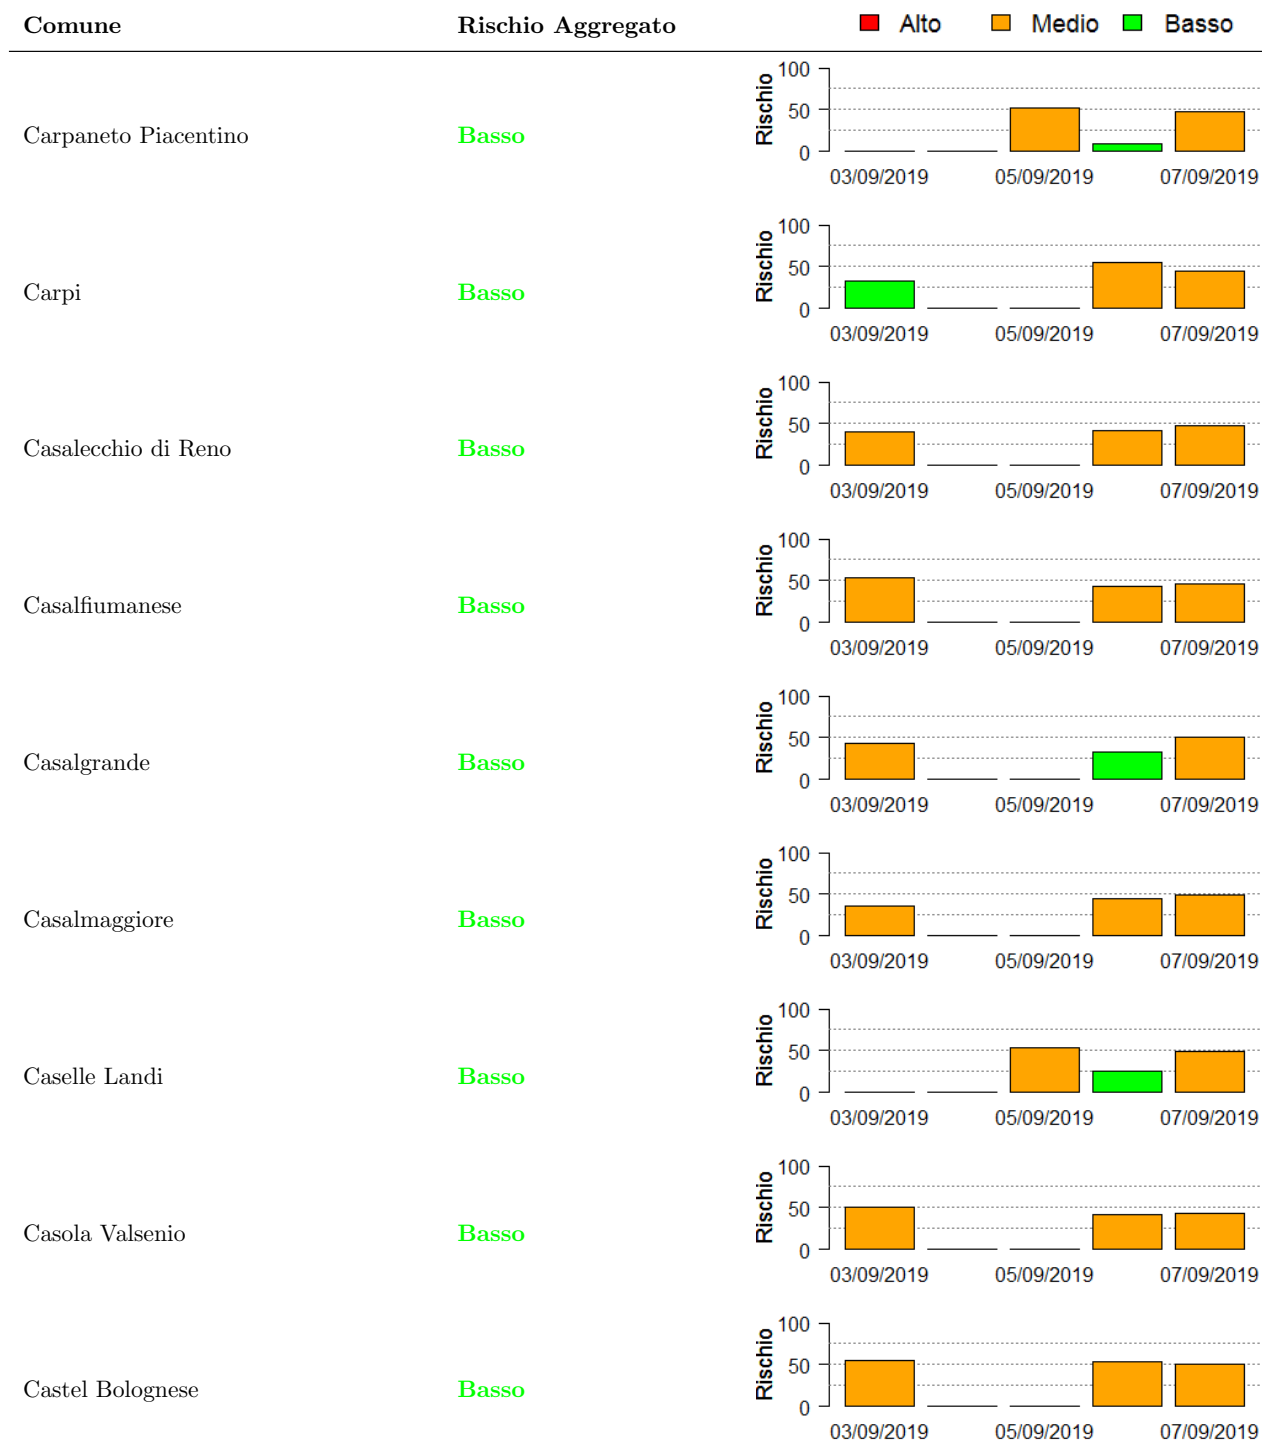 Comune Rischio Aggregato Alto Medio Basso
Carpaneto Piacentino Basso
Rischio
100
50
0
03/09/2019 05/09/2019 07/09/2019
Carpi Basso
Rischio
100
50
0
03/09/2019 05/09/2019 07/09/2019
Casalecchio di Reno Basso
Rischio
100
50
0
03/09/2019 05/09/2019 07/09/2019
Casalfiumanese Basso
Rischio
100
50
0
03/09/2019 05/09/2019 07/09/2019
Casalgrande Basso
Rischio
100
50
0
03/09/2019 05/09/2019 07/09/2019
Casalmaggiore Basso
Rischio
100
50
0
03/09/2019 05/09/2019 07/09/2019
Caselle Landi Basso
Rischio
100
50
0
03/09/2019 05/09/2019 07/09/2019
Casola Valsenio Basso
Rischio
100
50
0
03/09/2019 05/09/2019 07/09/2019
Castel Bolognese Basso
Rischio
100
50
0
03/09/2019 05/09/2019 07/09/2019